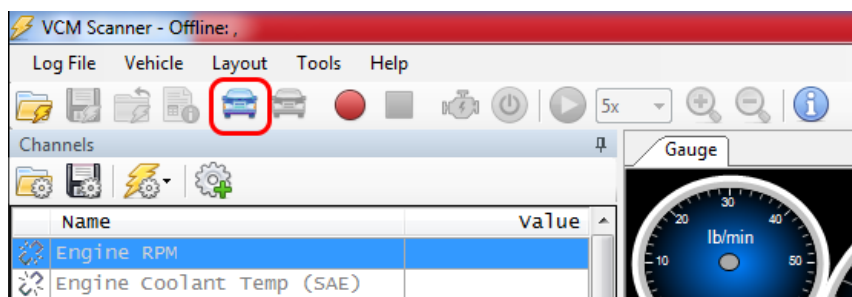 VCM Scanner - Offline: ,
Log File Vehicle Layout Tools Help
5x
Channels
Gauge
Name Value
Engine RPM
Engine Coolant Temp (SAE)
30
20 40
lb/min
10 50